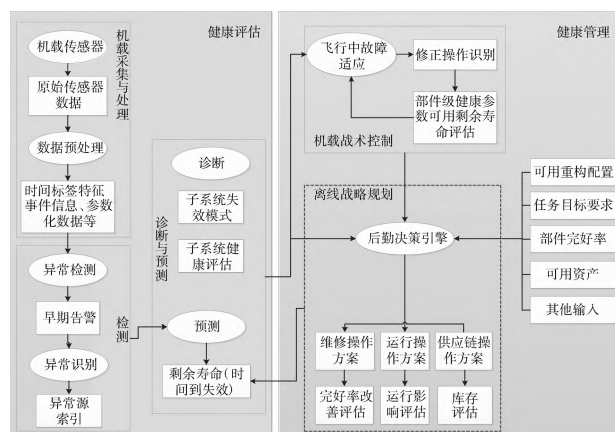 健康评估
机载采集与处理
机载传感器
原始传感器
数据
数据预处理
时间标签特征
事件信息、参数
化数据等
检测
异常检测
早期告警
异常识别
异常源
索引
诊断与预测
诊断
子系统失
效模式
子系统健
康评估
预测
剩余寿命(时
间到失效)
健康管理
飞行中故障
适应
修正操作识别
部件级健康参
数可用剩余寿
命评估
机载战术控制
离线战略规划
后勤决策引擎
维修操作
方案
运行操作
方案
供应链操
作方案
完好率改
善评估
运行影
响评估
库存
评估
可用重构配置
任务目标要求
部件完好率
可用资产
其他输入